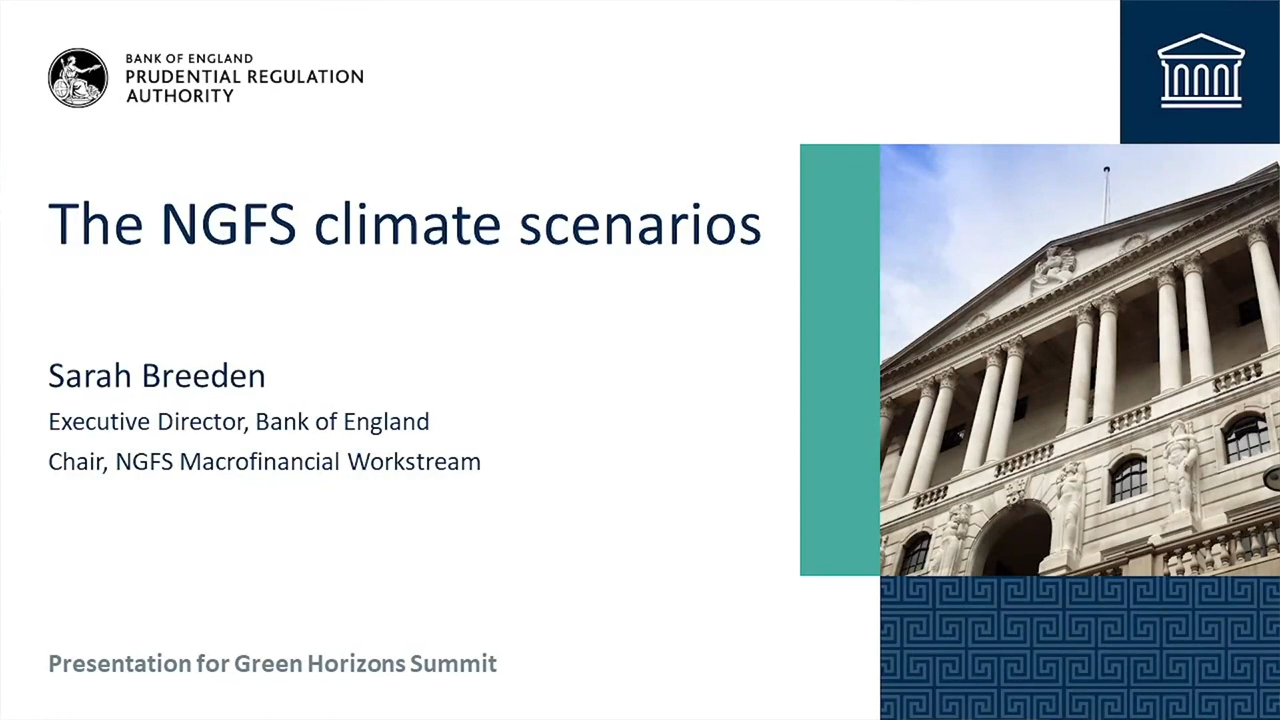 BANK OF ENGLAND
PRUDENTIAL REGULATION
AUTHORITY
The NGFS climate scenarios
Sarah Breeden
Executive Director, Bank of England
Chair, NGFS Macrofinancial Workstream
Presentation for Green Horizons Summit